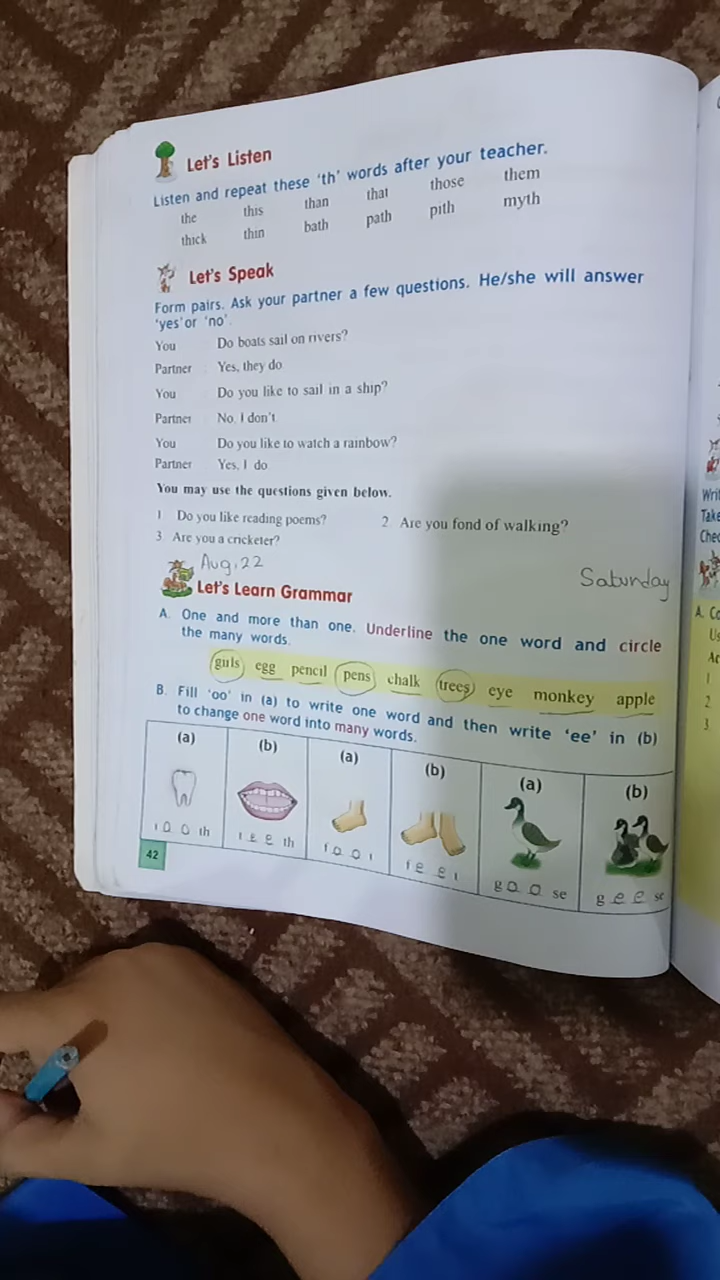 Let's Listen
Listen and repeat these 'th' words after your teacher.
the this than that those them
thick thin bath path pith myth
Let's Speak
Form pairs. Ask your partner a few questions. He/she will answer
'yes' or 'no'.
You Do boats sail on rivers?
Partner Yes, they do
You Do you like to sail in a ship?
Partner No, I don't
You Do you like to watch a rainbow?
Partner Yes, I do
You may use the questions given below.
1 Do you like reading poems? 2 Are you fond of walking?
3 Are you a cricketer?
Aug, 22 Saturday
Let's Learn Grammar
A. One and more than one. Underline the one word and circle
the many words.
girls egg pencil pens chalk trees eye monkey apple
B. Fill 'oo' in (a) to write one word and then write 'ee' in (b)
to change one word into many words.
(a) (b) (a) (b) (a) (b)
tooth teeth foot feet goose geese
42
Take